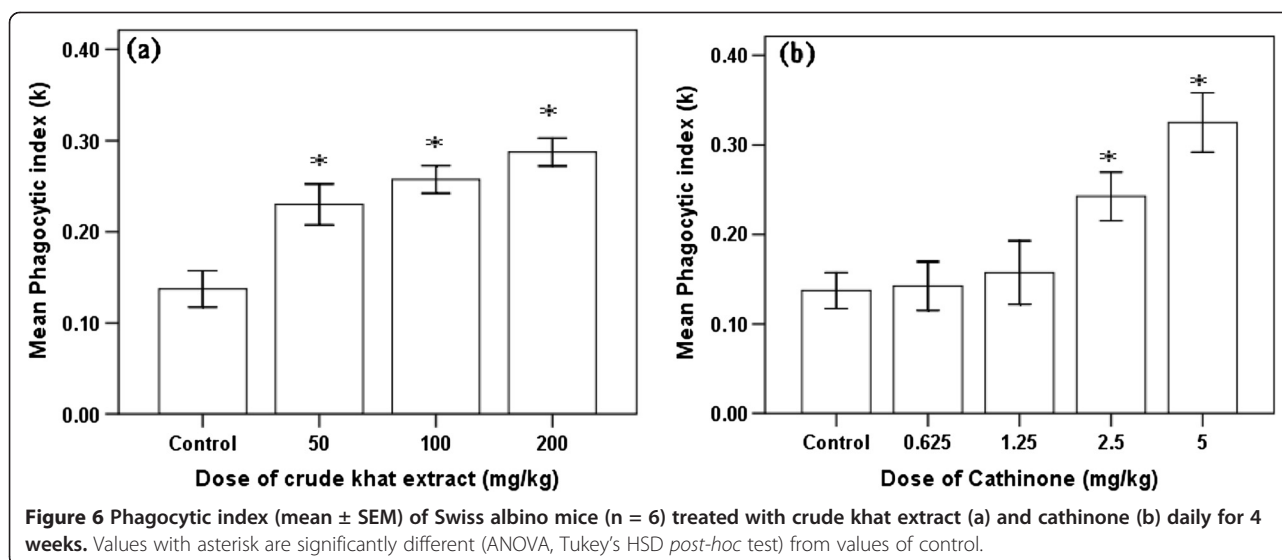 (a)
Mean Phagocytic index (k)
0.40
*
*
*
0.30
0.20
0.10
0.00
Control 50 100 200
Dose of crude khat extract (mg/kg)
(b)
Mean Phagocytic index (k)
0.40
*
0.30
*
0.20
0.10
0.00
Control 0.625 1.25 2.5 5
Dose of Cathinone (mg/kg)
Figure 6 Phagocytic index (mean ± SEM) of Swiss albino mice (n = 6) treated with crude khat extract (a) and cathinone (b) daily for 4
weeks. Values with asterisk are significantly different (ANOVA, Tukey's HSD post-hoc test) from values of control.